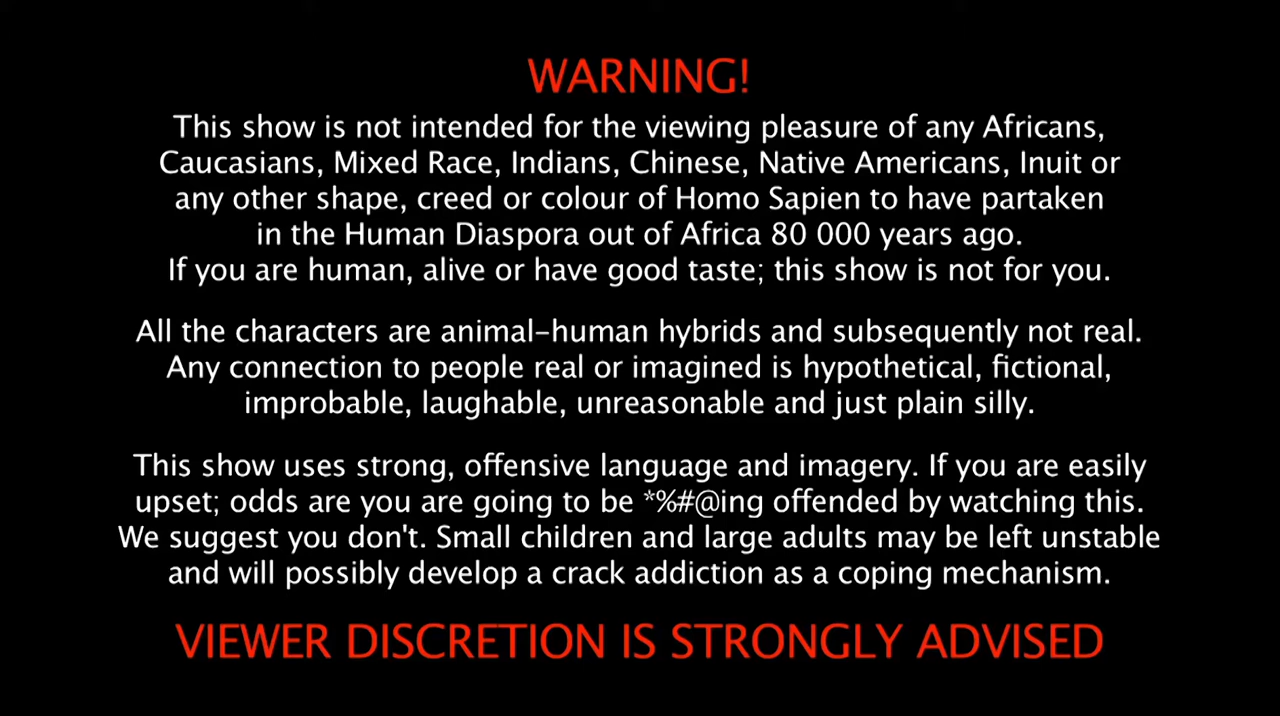 WARNING!
This show is not intended for the viewing pleasure of any Africans,
Caucasians, Mixed Race, Indians, Chinese, Native Americans, Inuit or
any other shape, creed or colour of Homo Sapien to have partaken
in the Human Diaspora out of Africa 80 000 years ago.
If you are human, alive or have good taste; this show is not for you.
All the characters are animal-human hybrids and subsequently not real.
Any connection to people real or imagined is hypothetical, fictional,
improbable, laughable, unreasonable and just plain silly.
This show uses strong, offensive language and imagery. If you are easily
upset; odds are you are going to be *%#@ing offended by watching this.
We suggest you don't. Small children and large adults may be left unstable
and will possibly develop a crack addiction as a coping mechanism.
VIEWER DISCRETION IS STRONGLY ADVISED